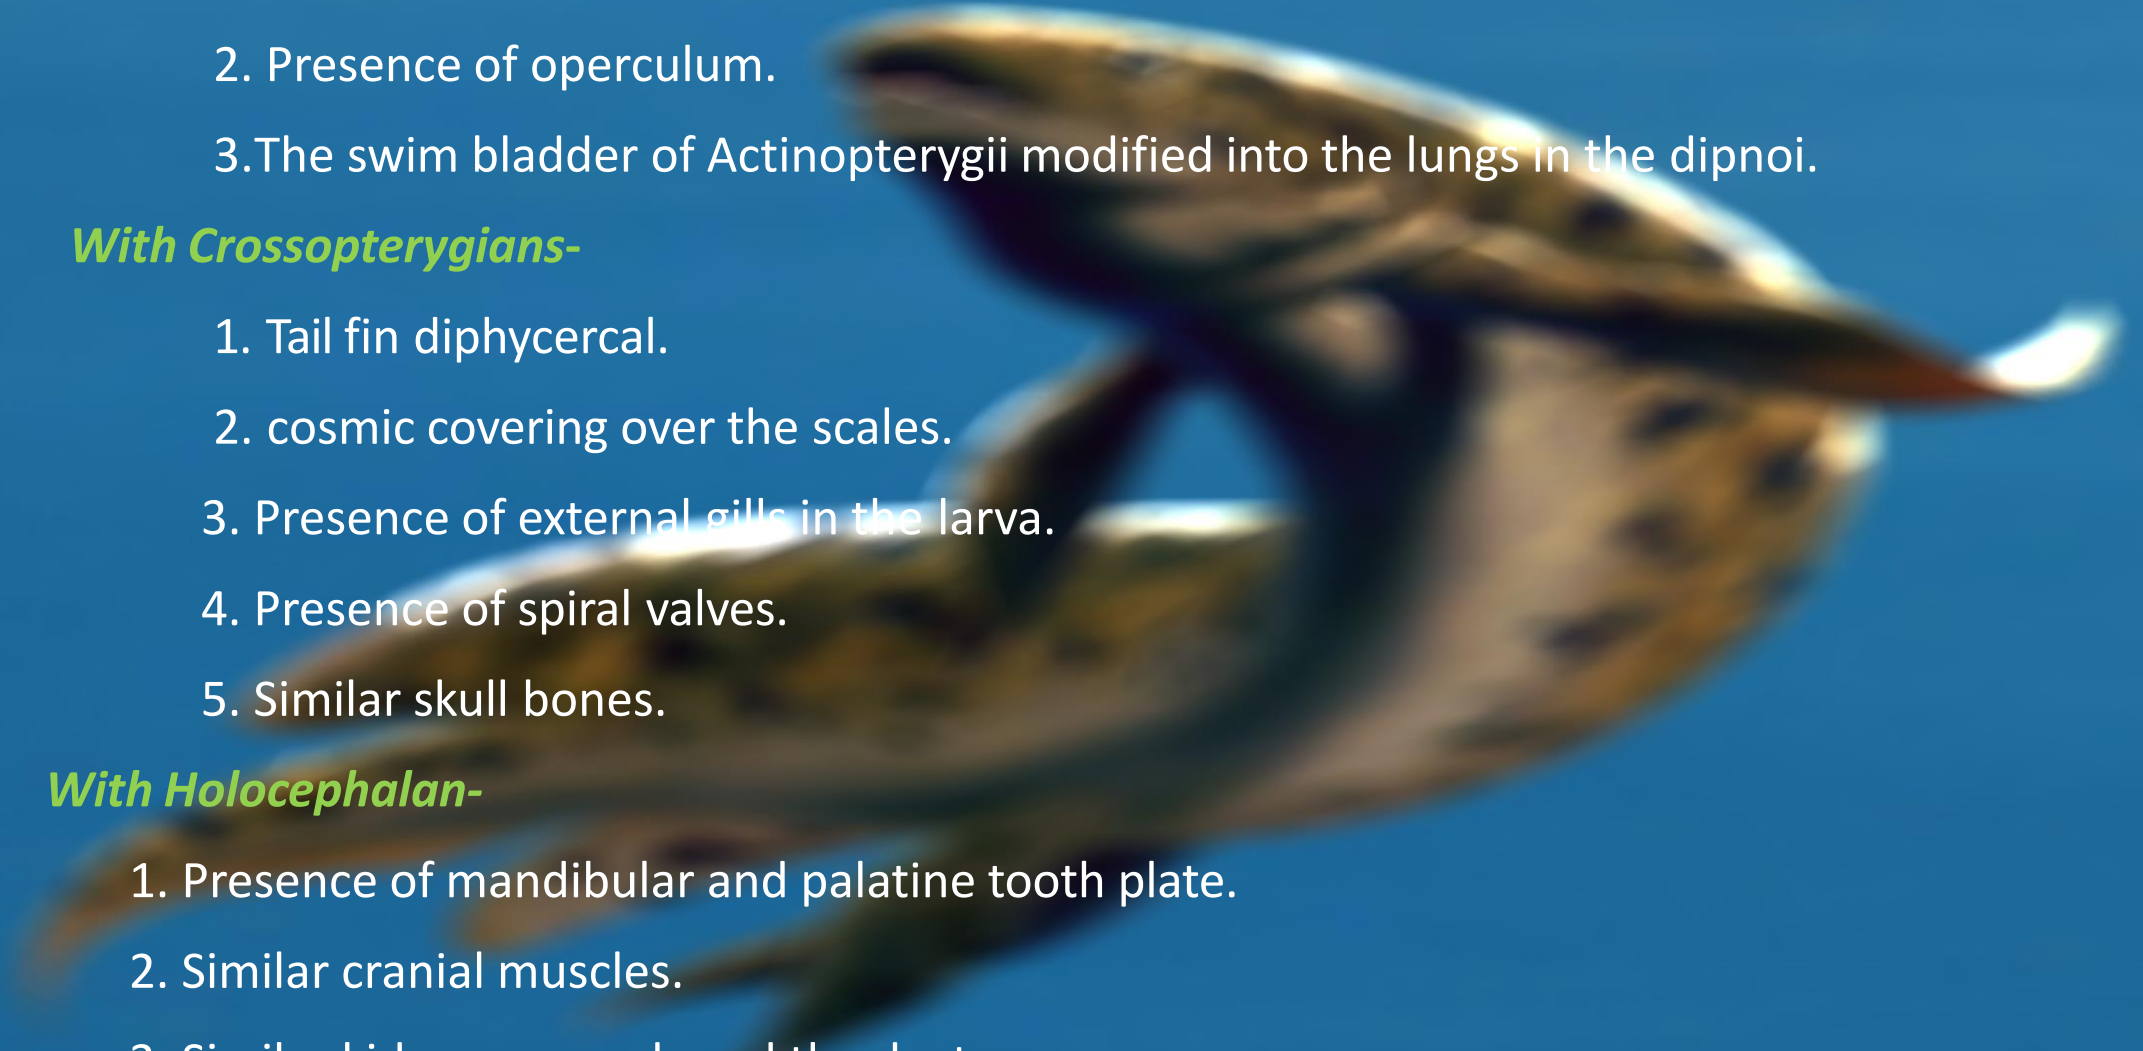 2. Presence of operculum.
3.The swim bladder of Actinopterygii modified into the lungs in the dipnoi.
With Crossopterygians-
1. Tail fin diphycercal.
2. cosmic covering over the scales.
3. Presence of external gills in the larva.
4. Presence of spiral valves.
5. Similar skull bones.
With Holocephalan-
1. Presence of mandibular and palatine tooth plate.
2. Similar cranial muscles.